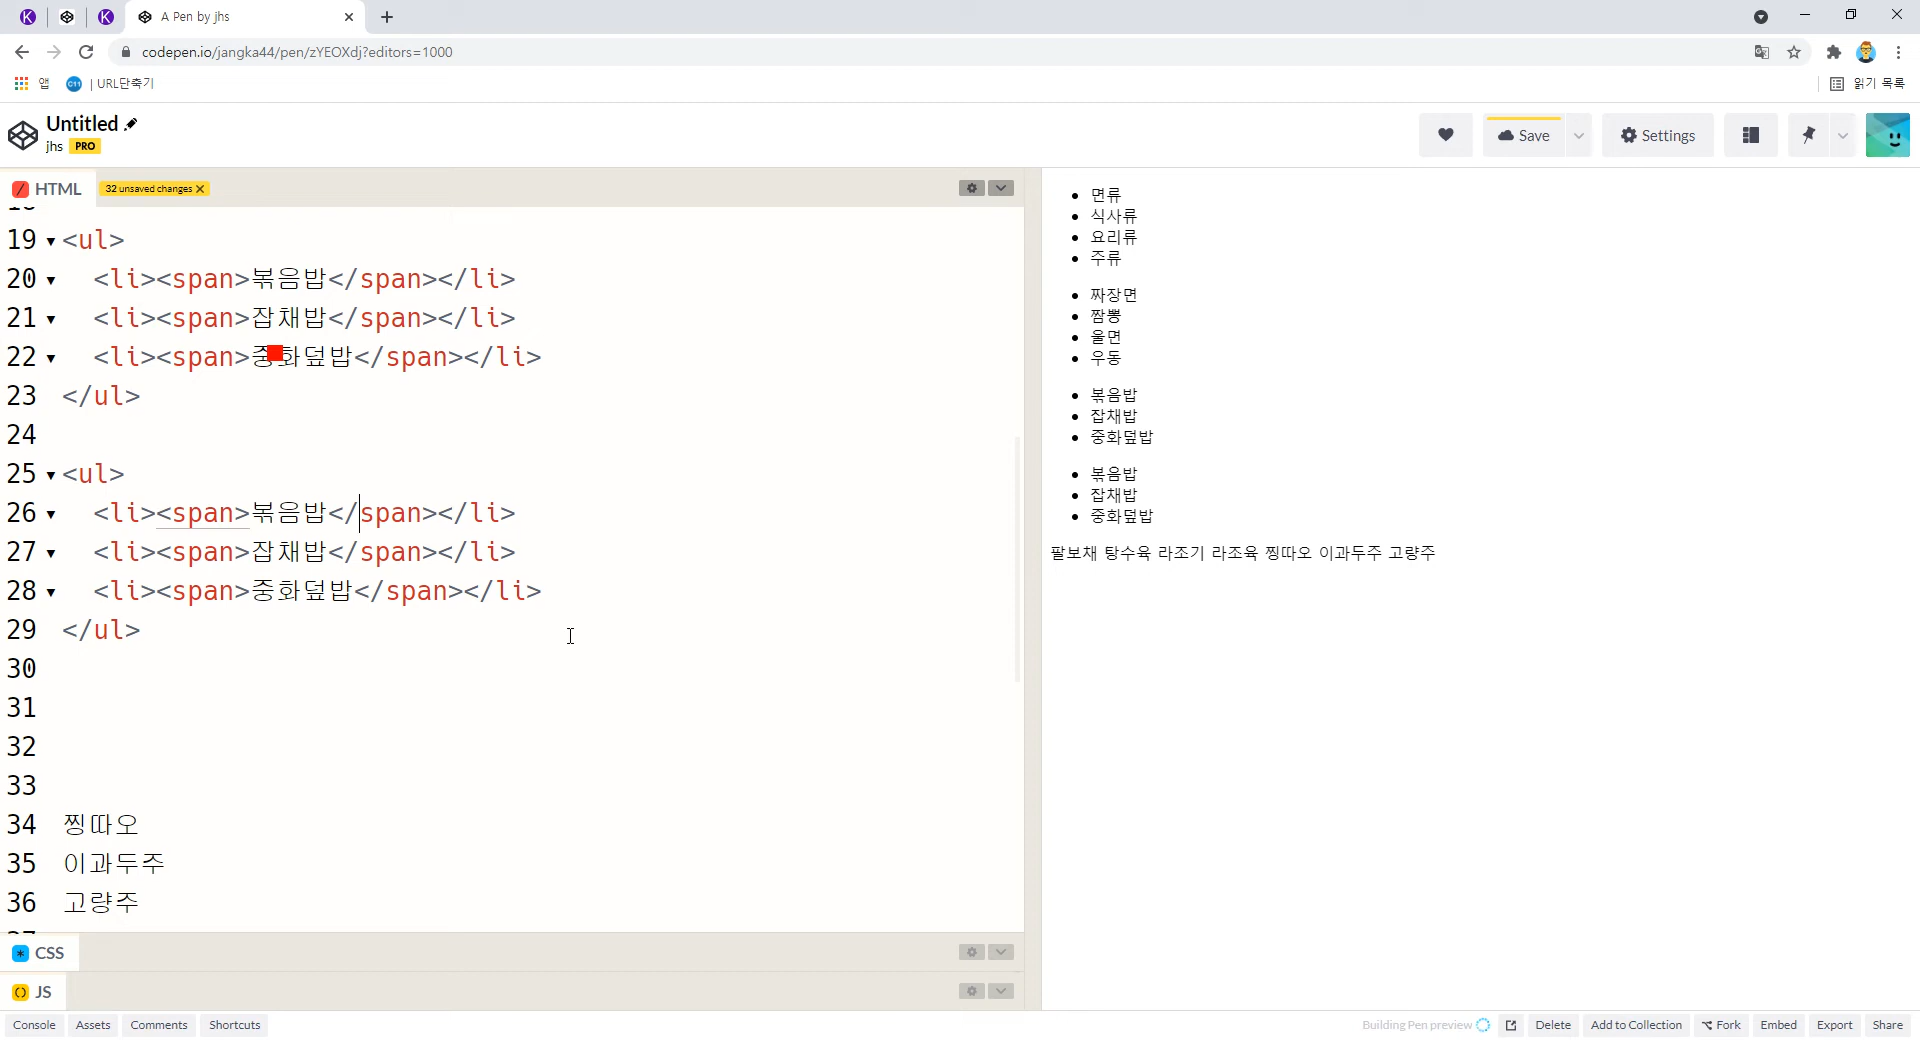 A Pen by jhs
codepen.io/jangka44/pen/zYEOXdj?editors=1000
앱 | URL단축기 읽기 목록
Untitled
jhs PRO
Save Settings
HTML 32 unsaved changes
19 <ul>
20 <li><span>볶음밥</span></li>
21 <li><span>잡채밥</span></li>
22 <li><span>중화덮밥</span></li>
23 </ul>
24
25 <ul>
26 <li><span>볶음밥</span></li>
27 <li><span>잡채밥</span></li>
28 <li><span>중화덮밥</span></li>
29 </ul>
30
31
32
33
34 찡따오
35 이과두주
36 고량주
CSS
JS
면류
식사류
요리류
주류
짜장면
짬뽕
울면
우동
볶음밥
잡채밥
중화덮밥
볶음밥
잡채밥
중화덮밥
팔보채 탕수육 라조기 라조육 찡따오 이과두주 고량주
Console Assets Comments Shortcuts Building Pen preview Delete Add to Collection Fork Embed Export Share